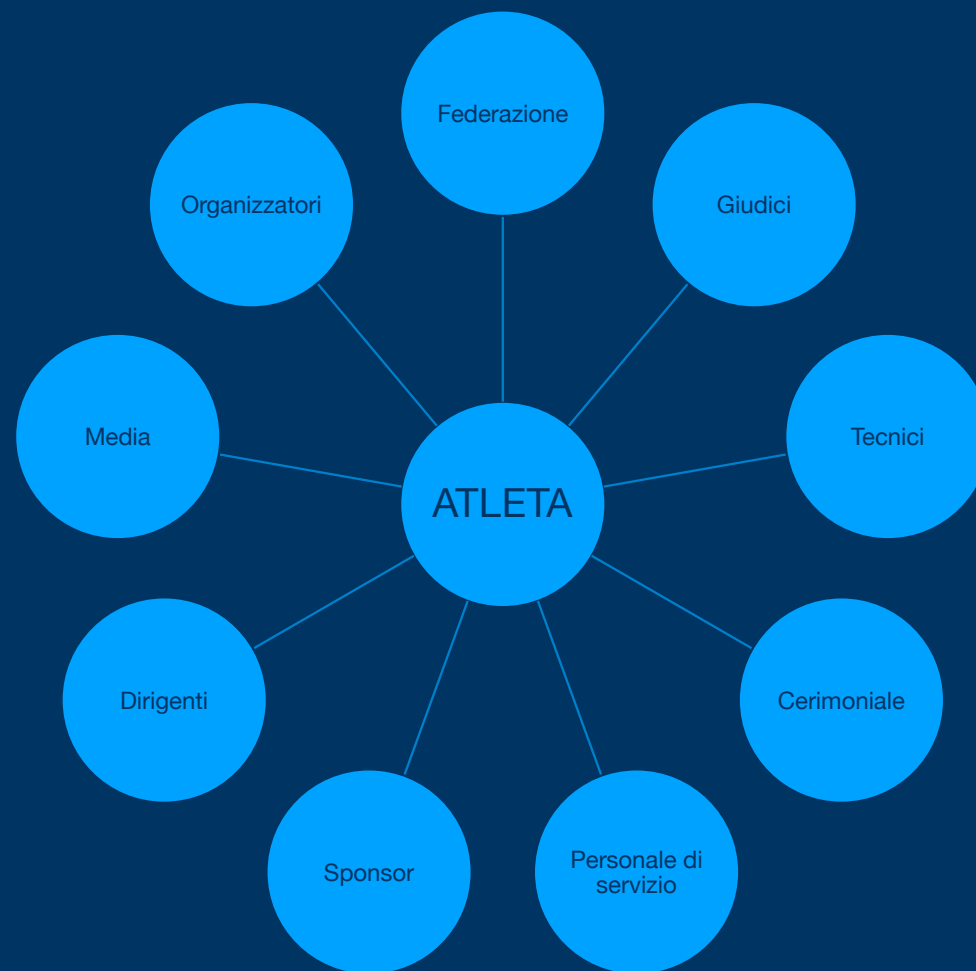 Federazione
Organizzatori
Giudici
Media
Tecnici
ATLETA
Dirigenti
Cerimoniale
Sponsor
Personale di
servizio